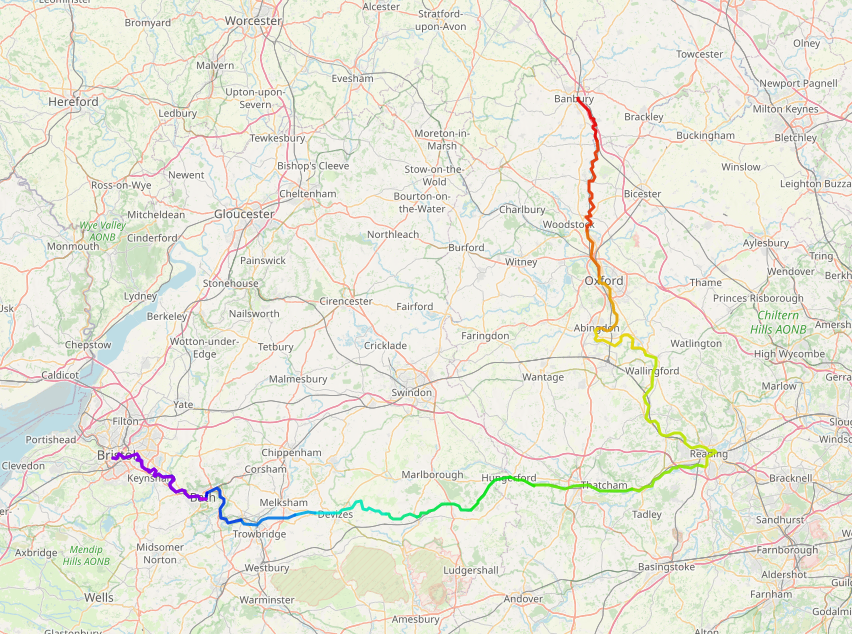 Leominster
Bromyard
Worcester
Alcester
Stratford-
upon-Avon
Towcester
Olney
Malvern
Evesham
Newport Pagnell
Hereford
Upton-upon-
Severn
Banbury
Brackley
Milton Keynes
Ledbury
Tewkesbury
Moreton-in-
Marsh
Buckingham
Bletchley
Bishop's Cleeve
Stow-on-the-
Wold
Winslow
Newent
Ross-on-Wye
Cheltenham
Bourton-on-
the-Water
Bicester
Leighton Buzza
Mitcheldean
Gloucester
Charlbury
Woodstock
Wye Valley
AONB
Cinderford
Northleach
Burford
Aylesbury
Monmouth
Painswick
Witney
Tring
Wendover
Berkh
Stonehouse
Oxford
Thame
Lydney
Cirencester
Fairford
Princes Risborough
Usk
Berkeley
Nailsworth
Chiltern
Hills AONB
Amersh
Abingdon
Chepstow
Wotton-under-
Edge
Tetbury
Cricklade
Faringdon
Watlington
High Wycombe
Caldicot
Malmesbury
Swindon
Wantage
Wallingford
Gerra
Marlow
Yate
Filton
Slou
Portishead
Bristol
Chippenham
Reading
Windso
Clevedon
Keynsham
Corsham
Marlborough
Hungerford
Thatcham
Bracknell
Bath
Melksham
Devizes
Tadley
Sandhurst
Trowbridge
Axbridge
Mendip
Hills AONB
Midsomer
Norton
Farnborough
Westbury
Ludgershall
Basingstoke
Aldershot
Guil
Wells
Warminster
Andover
Farnham
Amesbury
Godalmi
Glastonbury
Alton